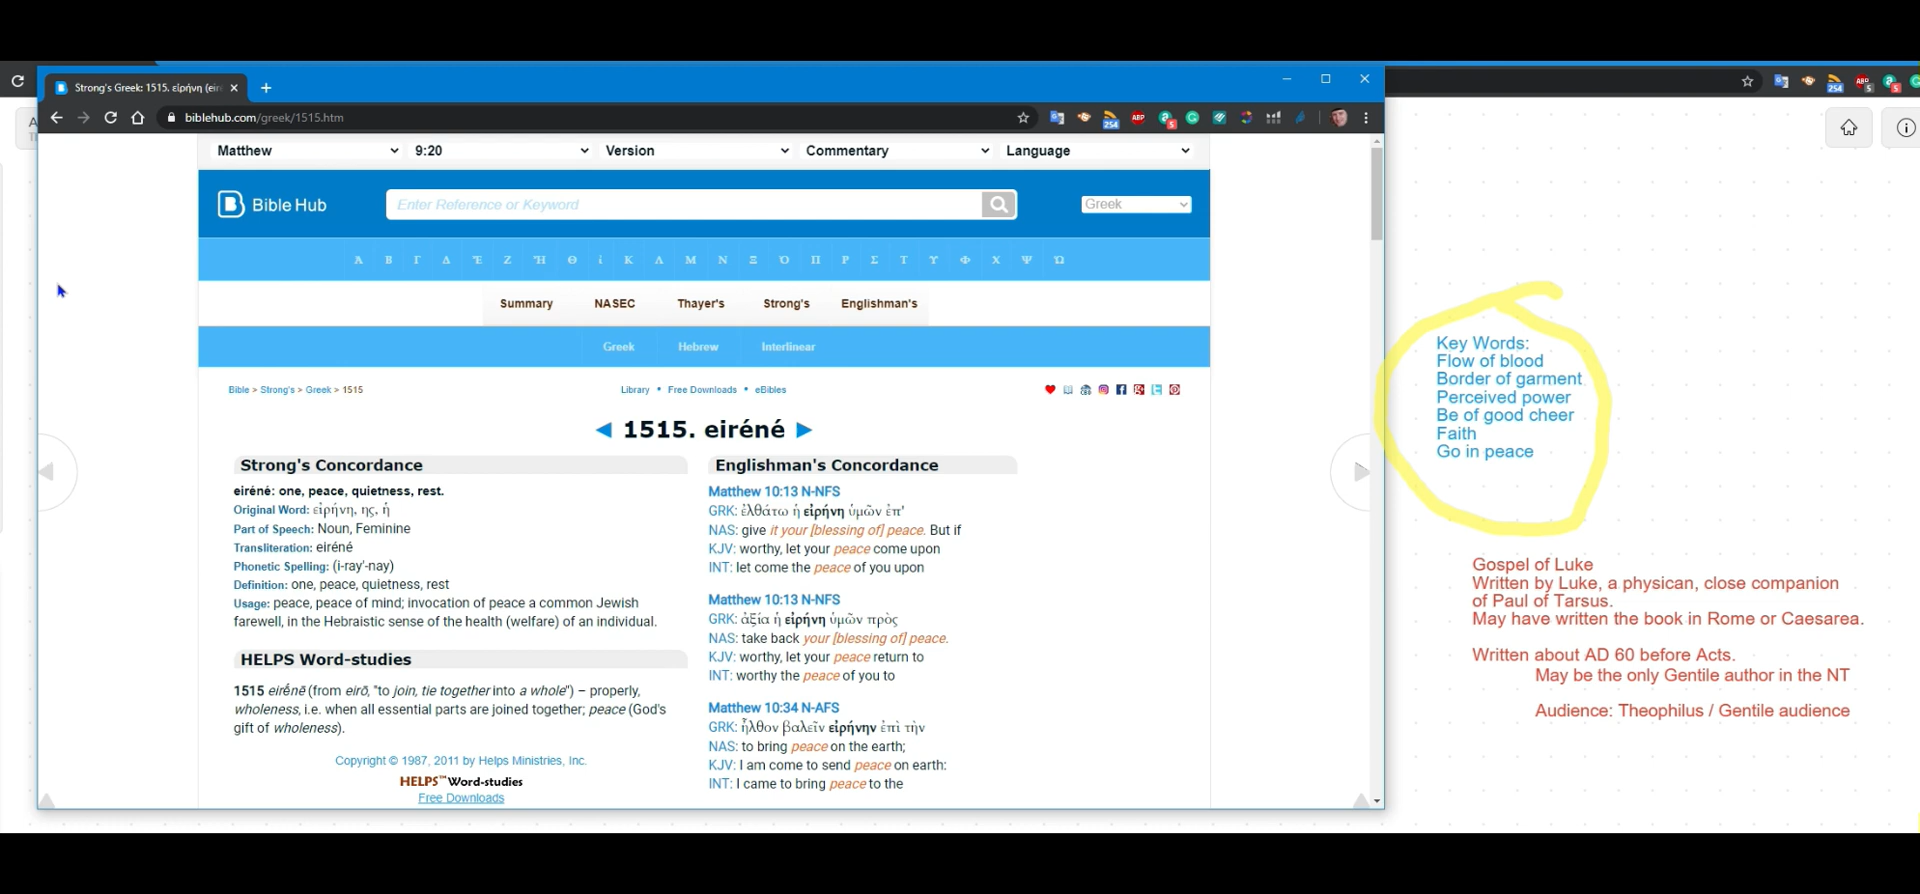 Strong's Greek: 1515. εἰρήνη (eiré
biblehub.com/greek/1515.htm
254
ABP
5
254
ABP
5
5
Matthew
9:20
Version
Commentary
Language
Bible Hub
Enter Reference or Keyword
Greek
Ἀ Β Γ Δ Ἐ Ζ Ἡ Θ ἰ Κ Λ Μ Ν Ξ Ὀ Π Ρ Σ Τ Υ Φ Χ Ψ Ὠ
Summary NASEC Thayer's Strong's Englishman's
Greek Hebrew Interlinear
Bible > Strong's > Greek > 1515
Library • Free Downloads • eBibles
◄ 1515. eiréné ►
Strong's Concordance
eiréné: one, peace, quietness, rest.
Original Word: εἰρήνη, ης, ἡ
Part of Speech: Noun, Feminine
Transliteration: eiréné
Phonetic Spelling: (i-ray'-nay)
Definition: one, peace, quietness, rest
Usage: peace, peace of mind; invocation of peace a common Jewish
farewell, in the Hebraistic sense of the health (welfare) of an individual.
HELPS Word-studies
1515 eirḗnē (from eirō, "to join, tie together into a whole") – properly,
wholeness, i.e. when all essential parts are joined together; peace (God's
gift of wholeness).
Copyright © 1987, 2011 by Helps Ministries, Inc.
HELPS™Word-studies
Free Downloads
Englishman's Concordance
Matthew 10:13 N-NFS
GRK: ἐλθάτω ἡ εἰρήνη ὑμῶν ἐπ'
NAS: give it your [blessing of] peace. But if
KJV: worthy, let your peace come upon
INT: let come the peace of you upon
Matthew 10:13 N-NFS
GRK: ἀξία ἡ εἰρήνη ὑμῶν πρὸς
NAS: take back your [blessing of] peace.
KJV: worthy, let your peace return to
INT: worthy the peace of you to
Matthew 10:34 N-AFS
GRK: ἦλθον βαλεῖν εἰρήνην ἐπὶ τὴν
NAS: to bring peace on the earth;
KJV: I am come to send peace on earth:
INT: I came to bring peace to the
Key Words:
Flow of blood
Border of garment
Perceived power
Be of good cheer
Faith
Go in peace
Gospel of Luke
Written by Luke, a physican, close companion
of Paul of Tarsus.
May have written the book in Rome or Caesarea.
Written about AD 60 before Acts.
May be the only Gentile author in the NT
Audience: Theophilus / Gentile audience